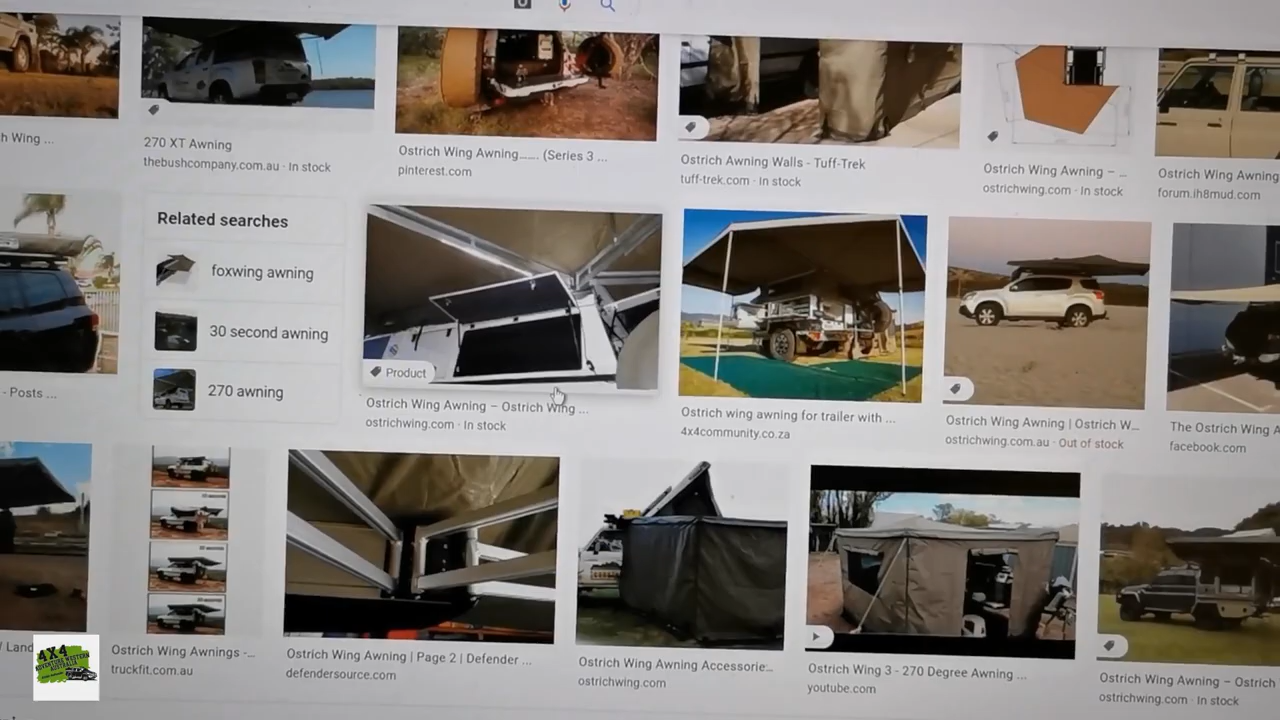 h Wing ...
270 XT Awning
thebushcompany.com.au · In stock
Ostrich Wing Awning....... (Series 3 ...
pinterest.com
Ostrich Awning Walls - Tuff-Trek
tuff-trek.com · In stock
Ostrich Wing Awning – ...
ostrichwing.com · In stock
Ostrich Wing Awning
forum.ih8mud.com
Related searches
foxwing awning
30 second awning
270 awning
- Posts ...
Product
Ostrich Wing Awning – Ostrich Wing ...
ostrichwing.com · In stock
Ostrich wing awning for trailer with ...
4x4community.co.za
Ostrich Wing Awning | Ostrich W...
ostrichwing.com.au · Out of stock
The Ostrich Wing A
facebook.com
/ Land
Ostrich Wing Awnings -...
truckfit.com.au
Ostrich Wing Awning | Page 2 | Defender ...
defendersource.com
Ostrich Wing Awning Accessorie...
ostrichwing.com
Ostrich Wing 3 - 270 Degree Awning ...
youtube.com
Ostrich Wing Awning – Ostrich
ostrichwing.com · In stock
4X4
ADVENTURE WESTERN
AUSTRALIA